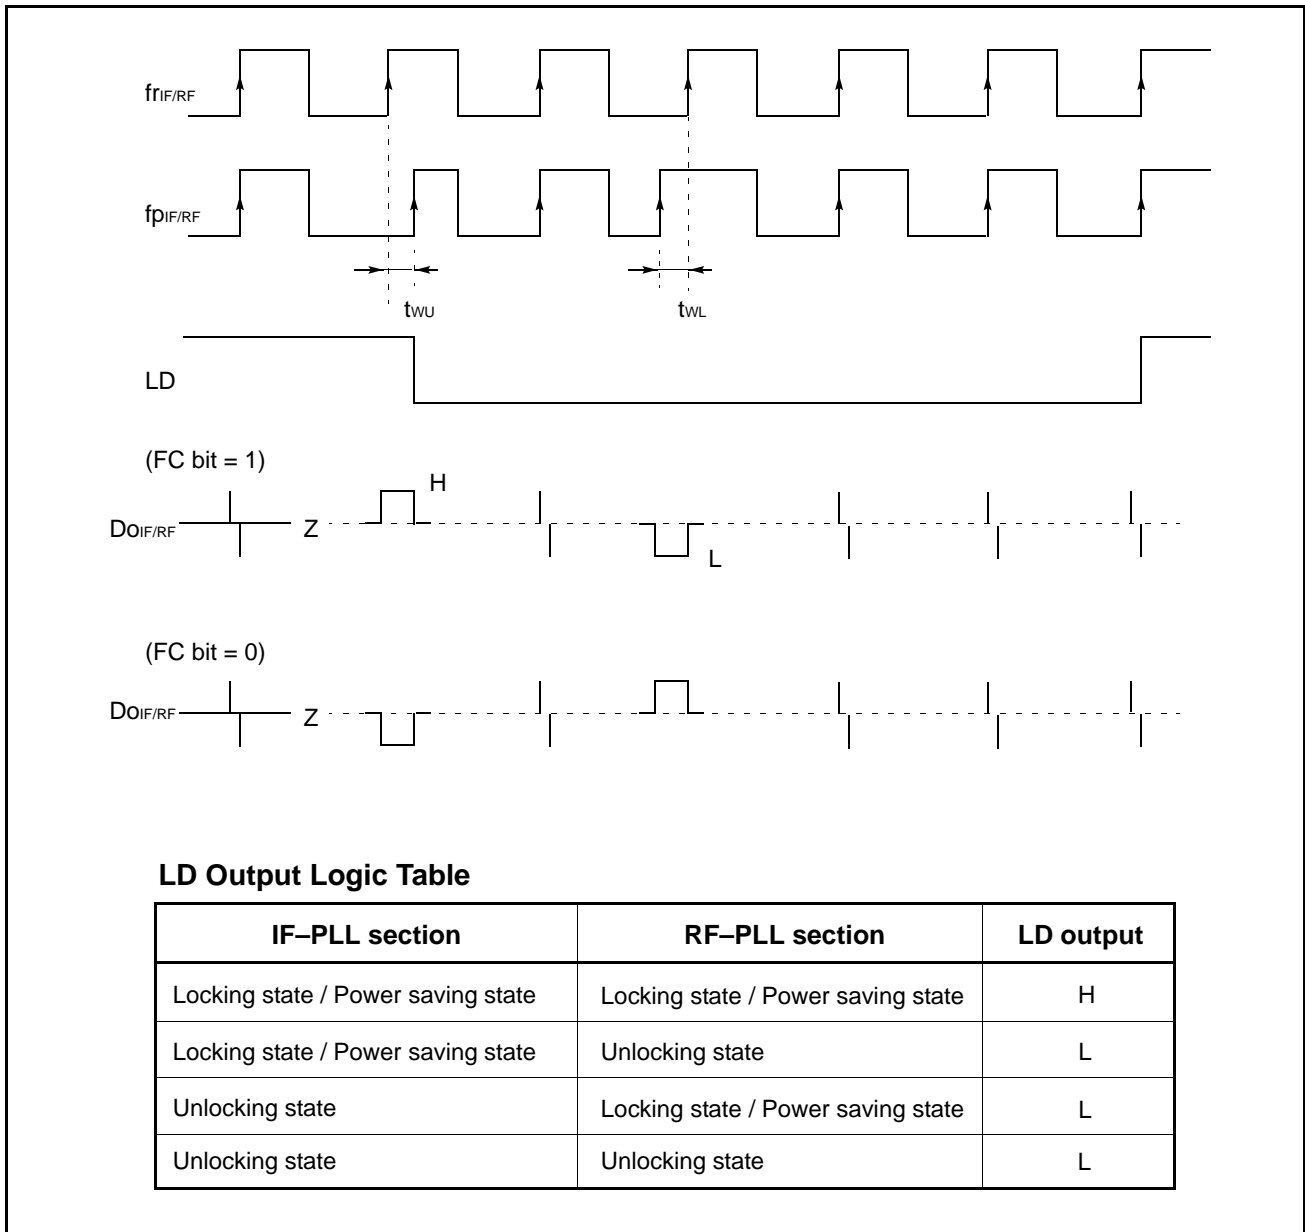 frIF/RF
fpIF/RF
tWU
tWL
LD
(FC bit = 1)
H
DoIF/RF
Z
L
(FC bit = 0)
DoIF/RF
Z
LD Output Logic Table
IF–PLL section RF–PLL section LD output
Locking state / Power saving state Locking state / Power saving state H
Locking state / Power saving state Unlocking state L
Unlocking state Locking state / Power saving state L
Unlocking state Unlocking state L